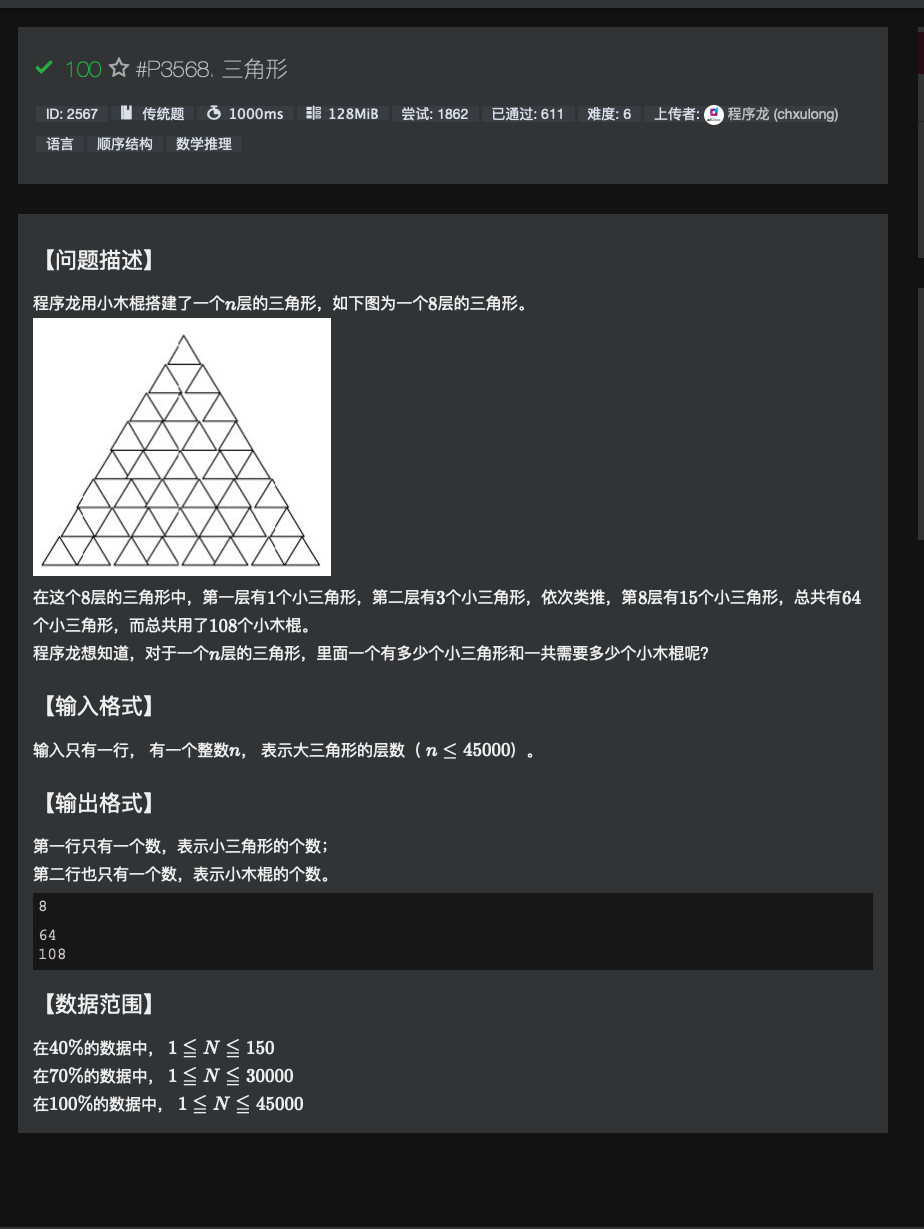 100 #P3568. 三角形
ID: 2567 传统题 1000ms 128MiB 尝试: 1862 已通过: 611 难度: 6 上传者: 程序龙 (chxulong)
语言 顺序结构 数学推理
【问题描述】
程序龙用小木棍搭建了一个n层的三角形，如下图为一个8层的三角形。
在这个8层的三角形中，第一层有1个小三角形，第二层有3个小三角形，依次类推，第8层有15个小三角形，总共有64
个小三角形，而总共用了108个小木棍。
程序龙想知道，对于一个n层的三角形，里面一个有多少个小三角形和一共需要多少个小木棍呢?
【输入格式】
输入只有一行， 有一个整数n， 表示大三角形的层数（ n ≤ 45000）。
【输出格式】
第一行只有一个数，表示小三角形的个数；
第二行也只有一个数，表示小木棍的个数。
8
64
108
【数据范围】
在40%的数据中， 1 ≦ N ≦ 150
在70%的数据中， 1 ≦ N ≦ 30000
在100%的数据中， 1 ≦ N ≦ 45000